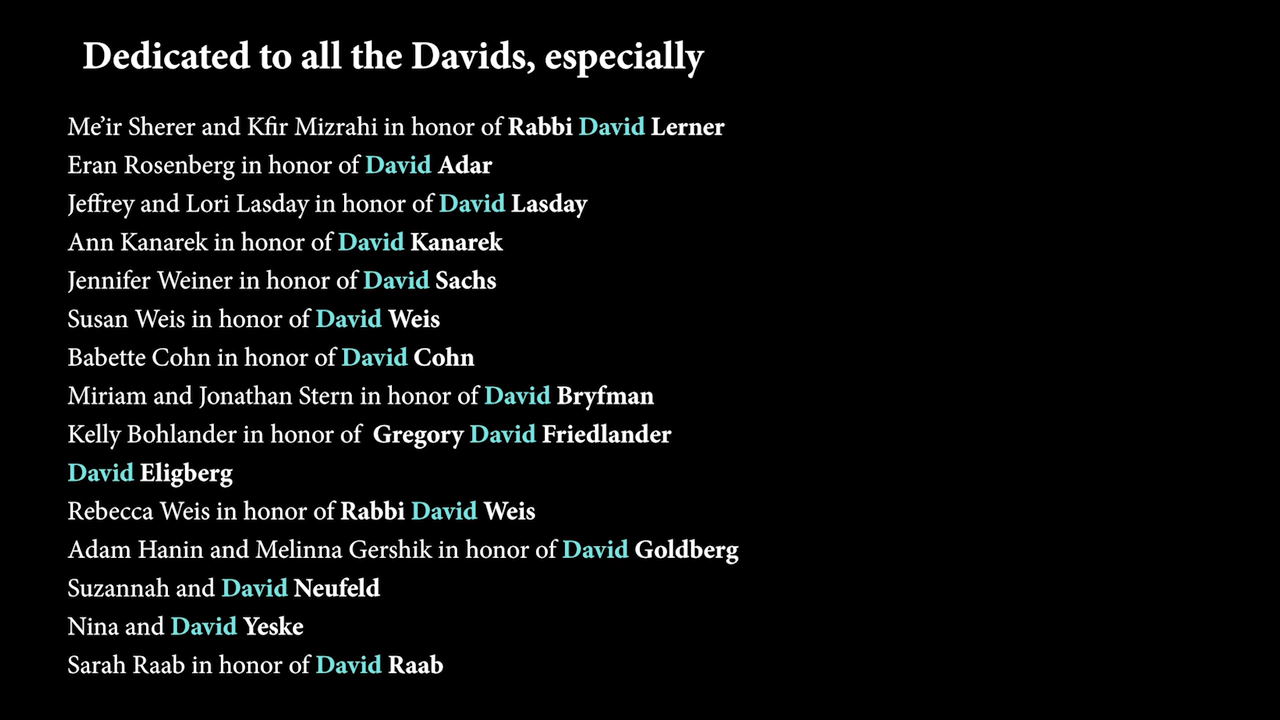 Dedicated to all the Davids, especially
Me’ir Sherer and Kfir Mizrahi in honor of Rabbi David Lerner
Eran Rosenberg in honor of David Adar
Jeffrey and Lori Lasday in honor of David Lasday
Ann Kanarek in honor of David Kanarek
Jennifer Weiner in honor of David Sachs
Susan Weis in honor of David Weis
Babette Cohn in honor of David Cohn
Miriam and Jonathan Stern in honor of David Bryfman
Kelly Bohlander in honor of  Gregory David Friedlander
David Eligberg
Rebecca Weis in honor of Rabbi David Weis
Adam Hanin and Melinna Gershik in honor of David Goldberg
Suzannah and David Neufeld
Nina and David Yeske
Sarah Raab in honor of David Raab